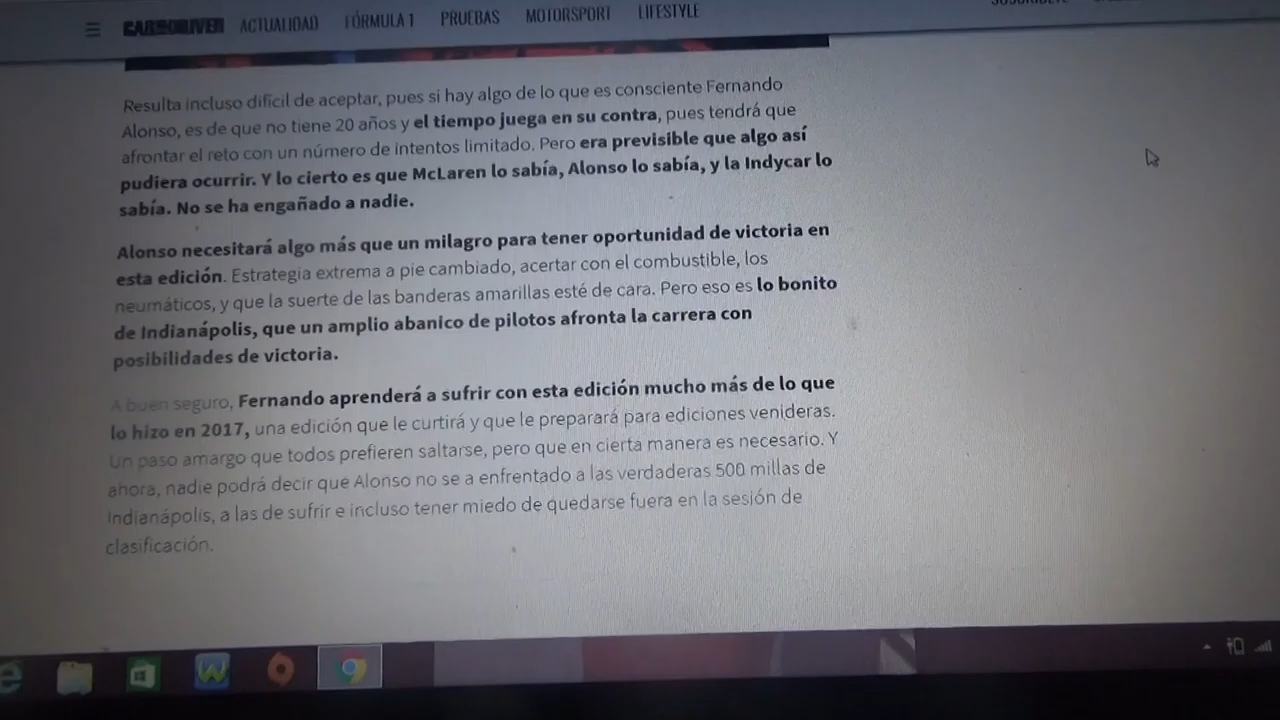 CAR&DRIVER ACTUALIDAD FÓRMULA 1 PRUEBAS MOTORSPORT LIFESTYLE
Resulta incluso difícil de aceptar, pues si hay algo de lo que es consciente Fernando
Alonso, es de que no tiene 20 años y el tiempo juega en su contra, pues tendrá que
afrontar el reto con un número de intentos limitado. Pero era previsible que algo así
pudiera ocurrir. Y lo cierto es que McLaren lo sabía, Alonso lo sabía, y la Indycar lo
sabía. No se ha engañado a nadie.
Alonso necesitará algo más que un milagro para tener oportunidad de victoria en
esta edición. Estrategia extrema a pie cambiado, acertar con el combustible, los
neumáticos, y que la suerte de las banderas amarillas esté de cara. Pero eso es lo bonito
de Indianápolis, que un amplio abanico de pilotos afronta la carrera con
posibilidades de victoria.
A buen seguro, Fernando aprenderá a sufrir con esta edición mucho más de lo que
lo hizo en 2017, una edición que le curtirá y que le preparará para ediciones venideras.
Un paso amargo que todos prefieren saltarse, pero que en cierta manera es necesario. Y
ahora, nadie podrá decir que Alonso no se a enfrentado a las verdaderas 500 millas de
Indianápolis, a las de sufrir e incluso tener miedo de quedarse fuera en la sesión de
clasificación.